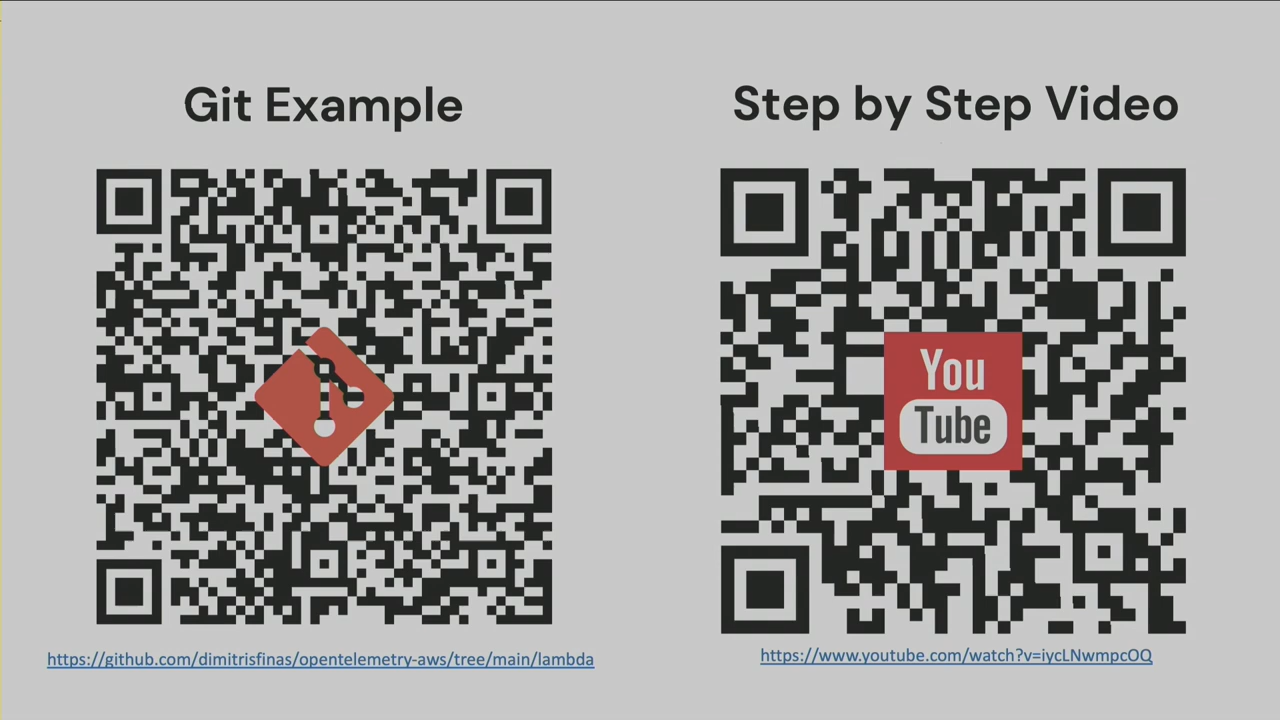 Git Example
Step by Step Video
You
Tube
https://github.com/dimitrisfinas/opentelemetry-aws/tree/main/lambda
https://www.youtube.com/watch?v=iycLNwmpcOQ